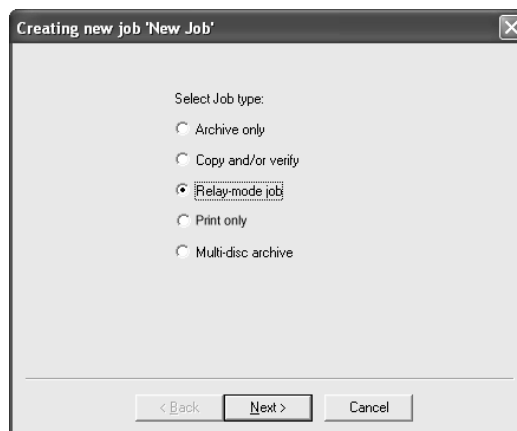 Creating new job 'New Job'
Select Job type:
Archive only
Copy and/or verify
Relay-mode job
Print only
Multi-disc archive
< Back
Next >
Cancel